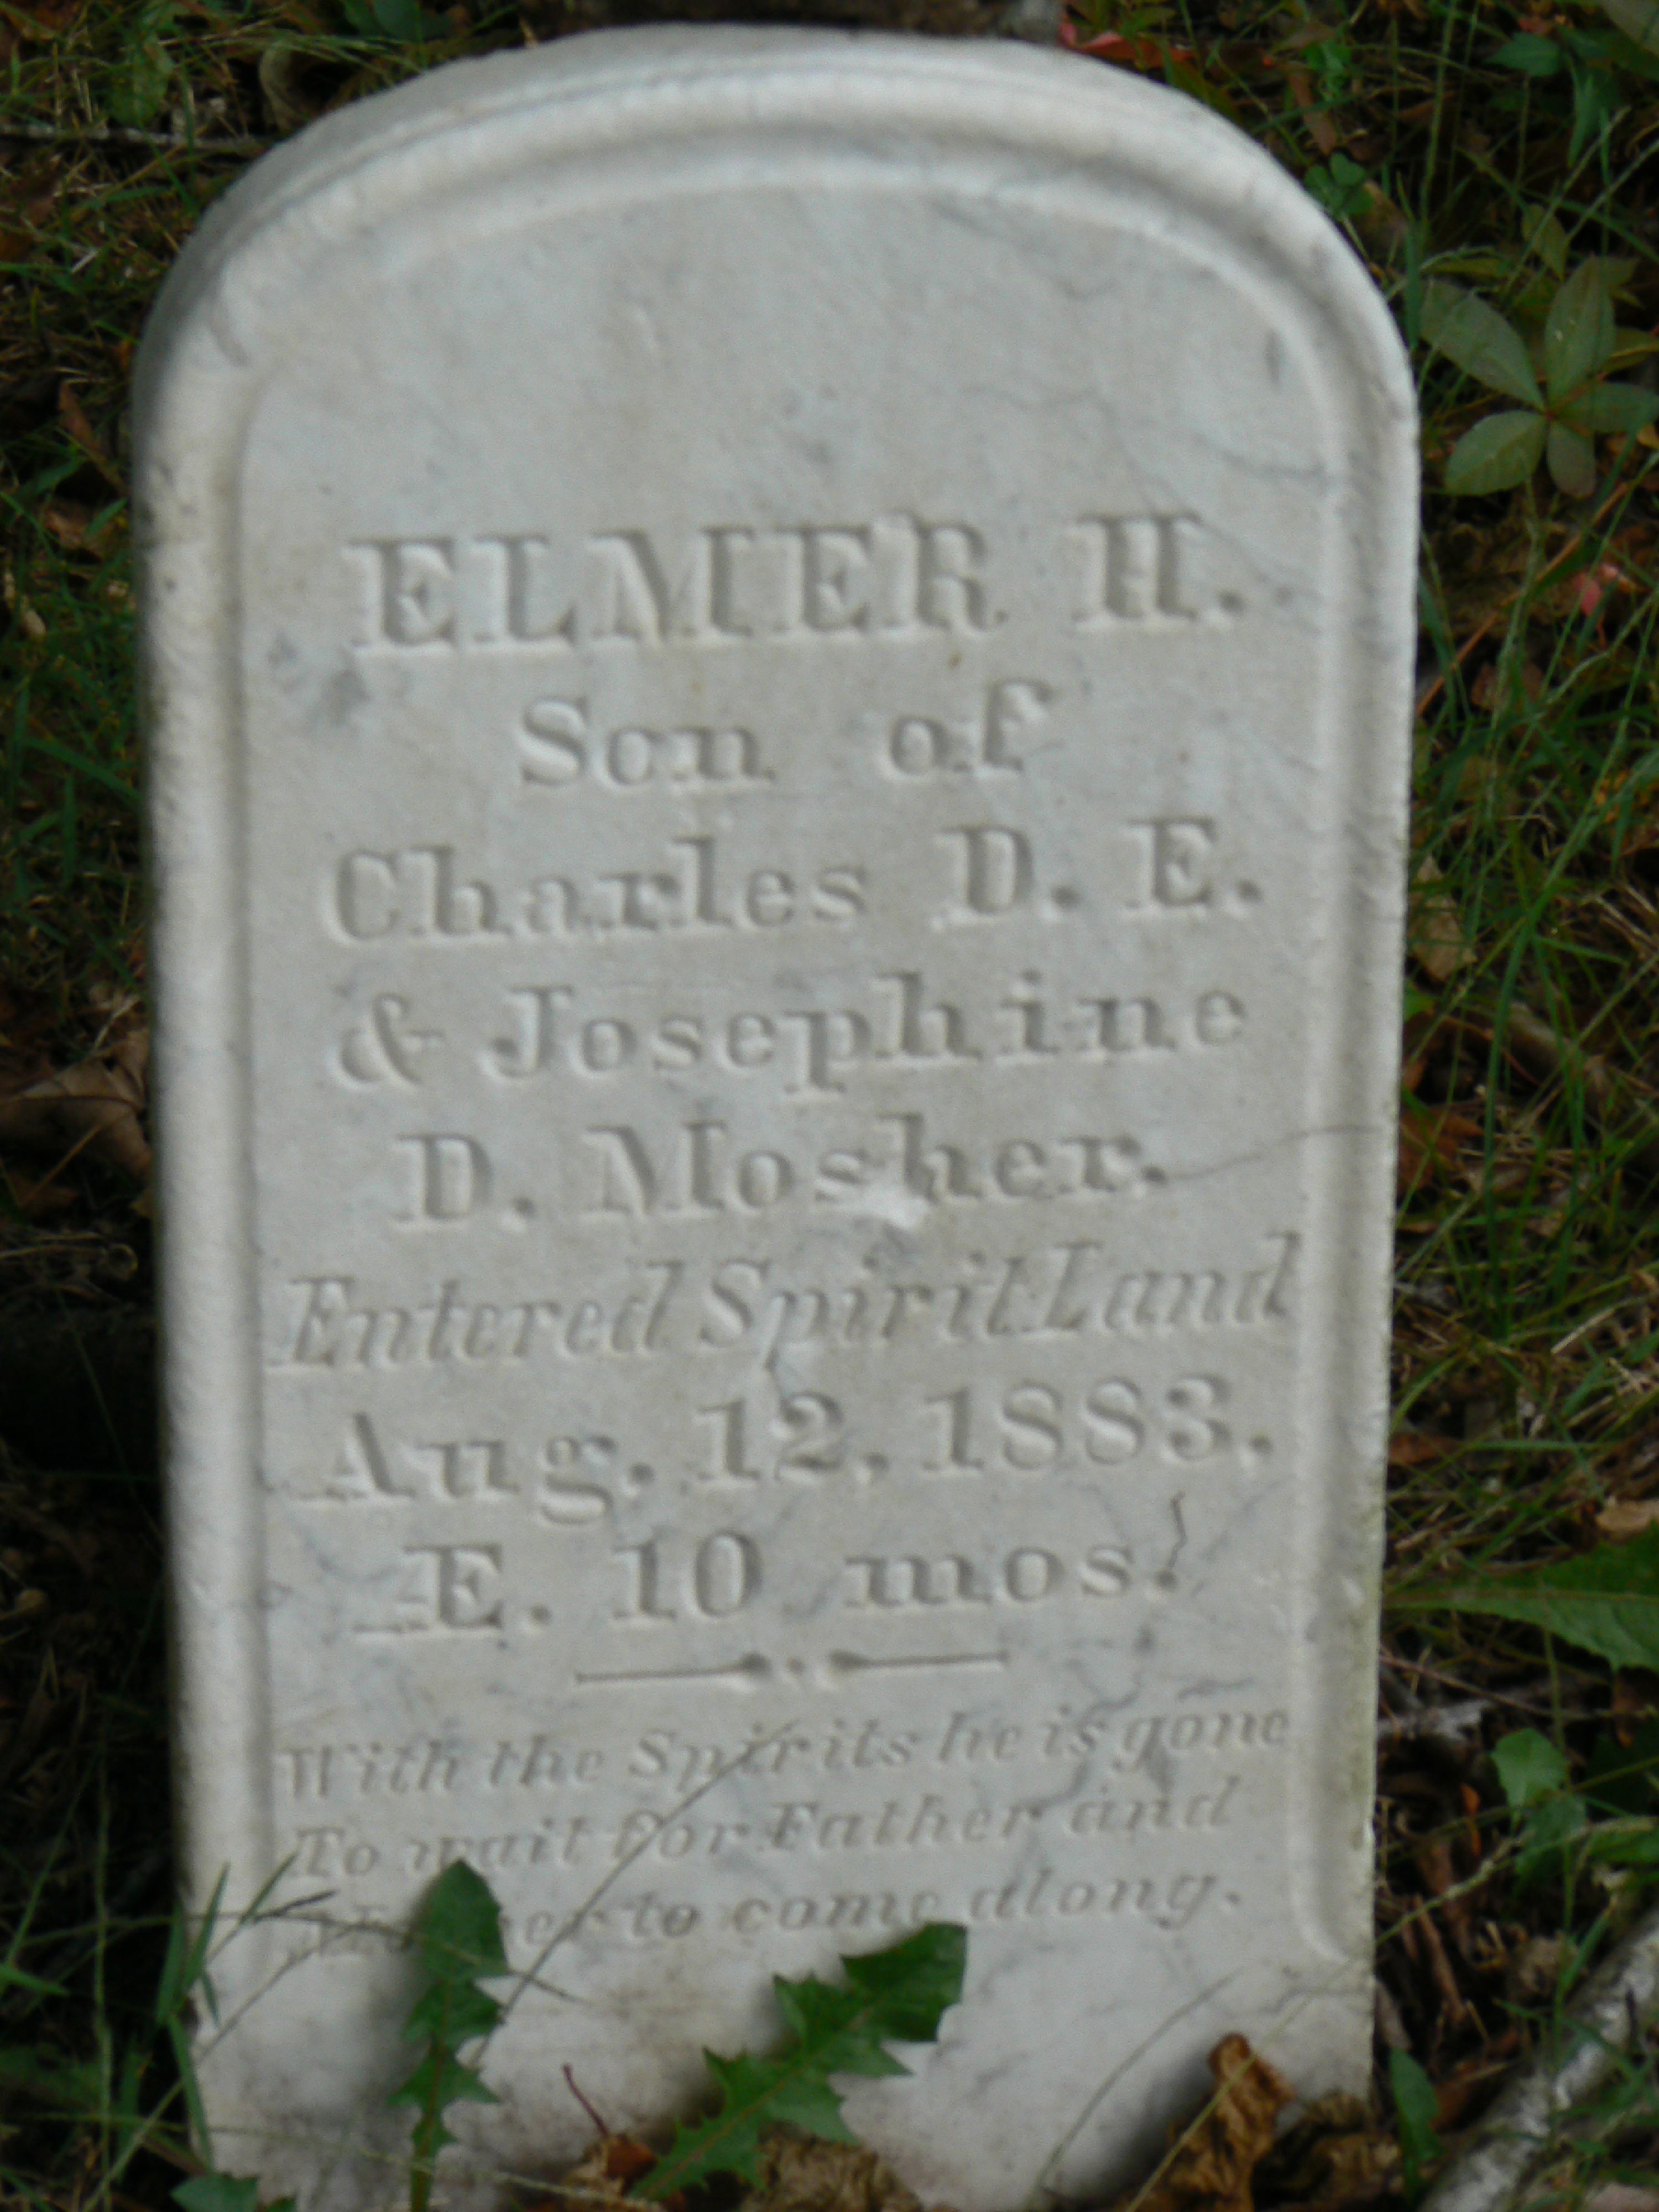 ELMER H.
Son of
Charles D. E.
& Josephine
D. Mosher.
Entered Spirit Land
Aug. 12, 1883.
Æ. 10 mos.
With the Spirits he is gone
To wait for Father and
to come along.